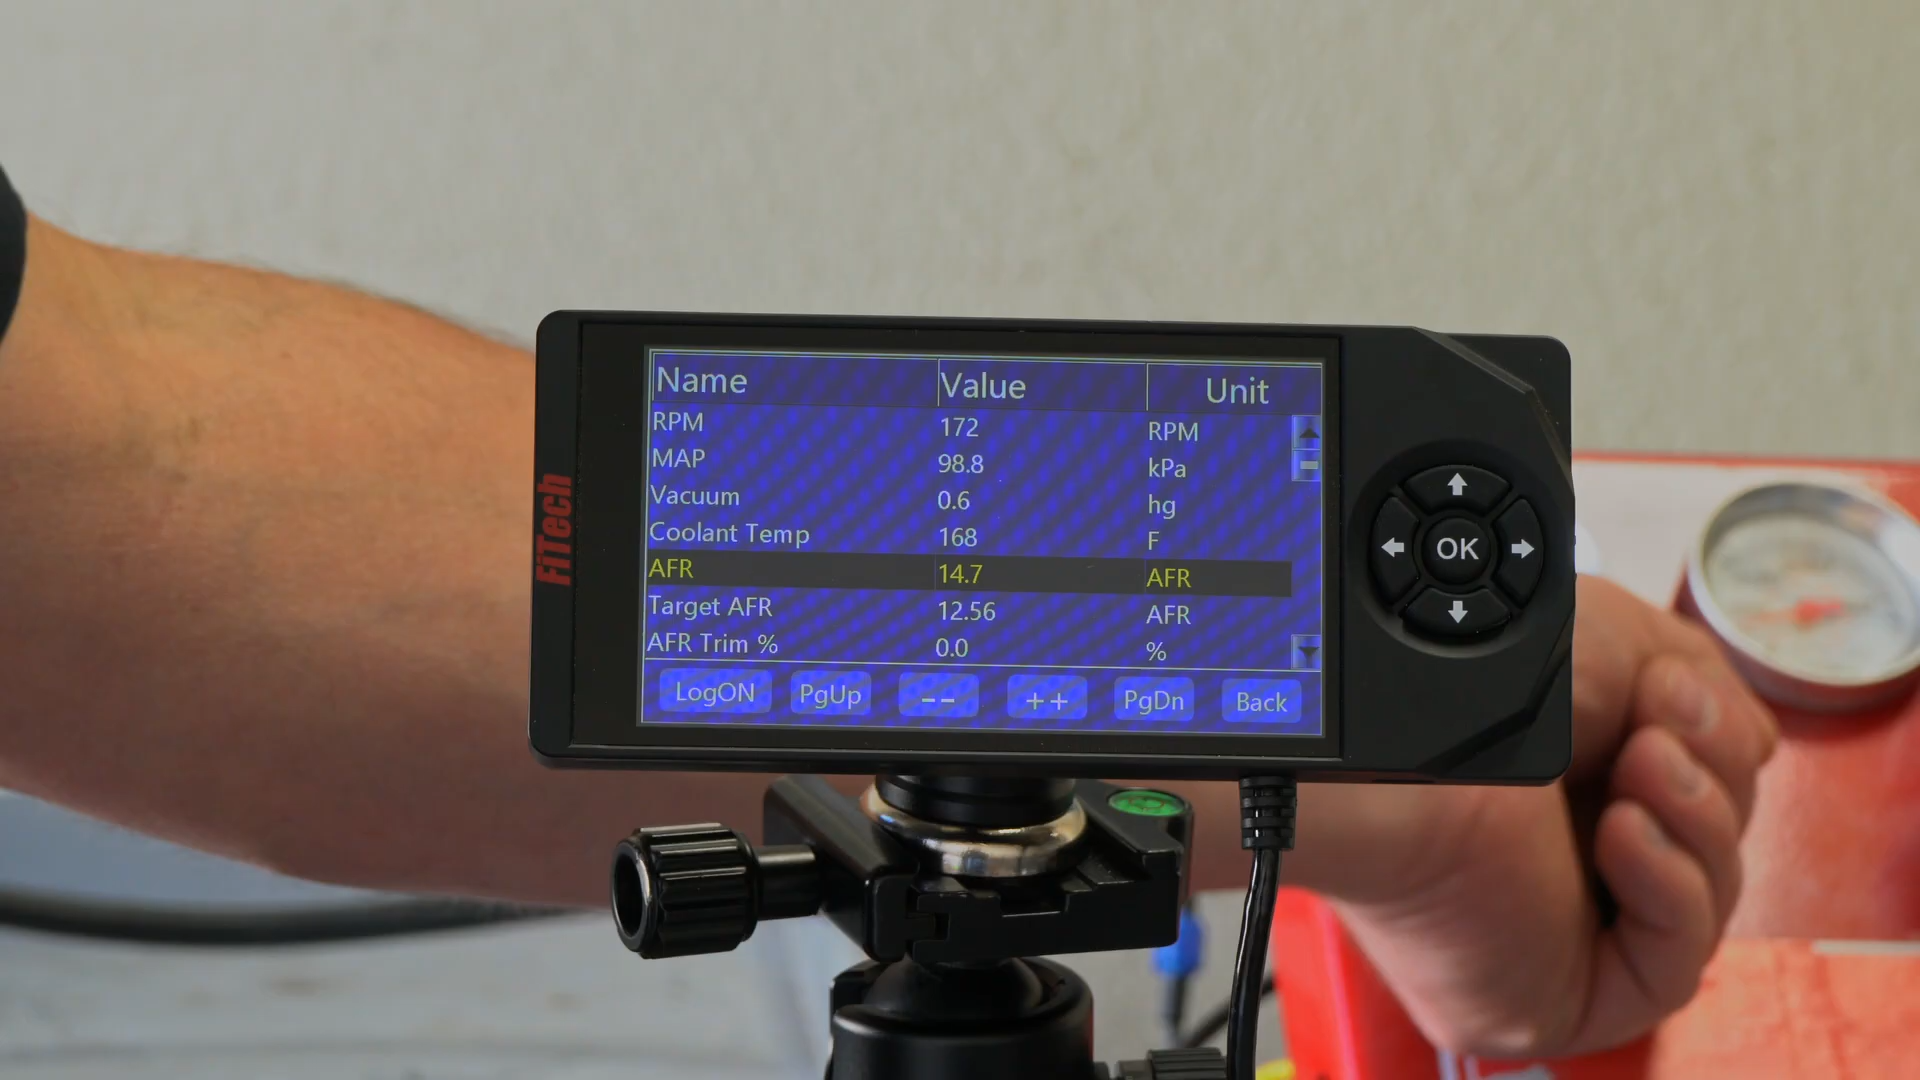 FiTech
Name Value Unit
RPM 172 RPM
MAP 98.8 kPa
Vacuum 0.6 hg
Coolant Temp 168 F
AFR 14.7 AFR
Target AFR 12.56 AFR
AFR Trim % 0.0 %
LogON PgUp -- ++ PgDn Back
OK